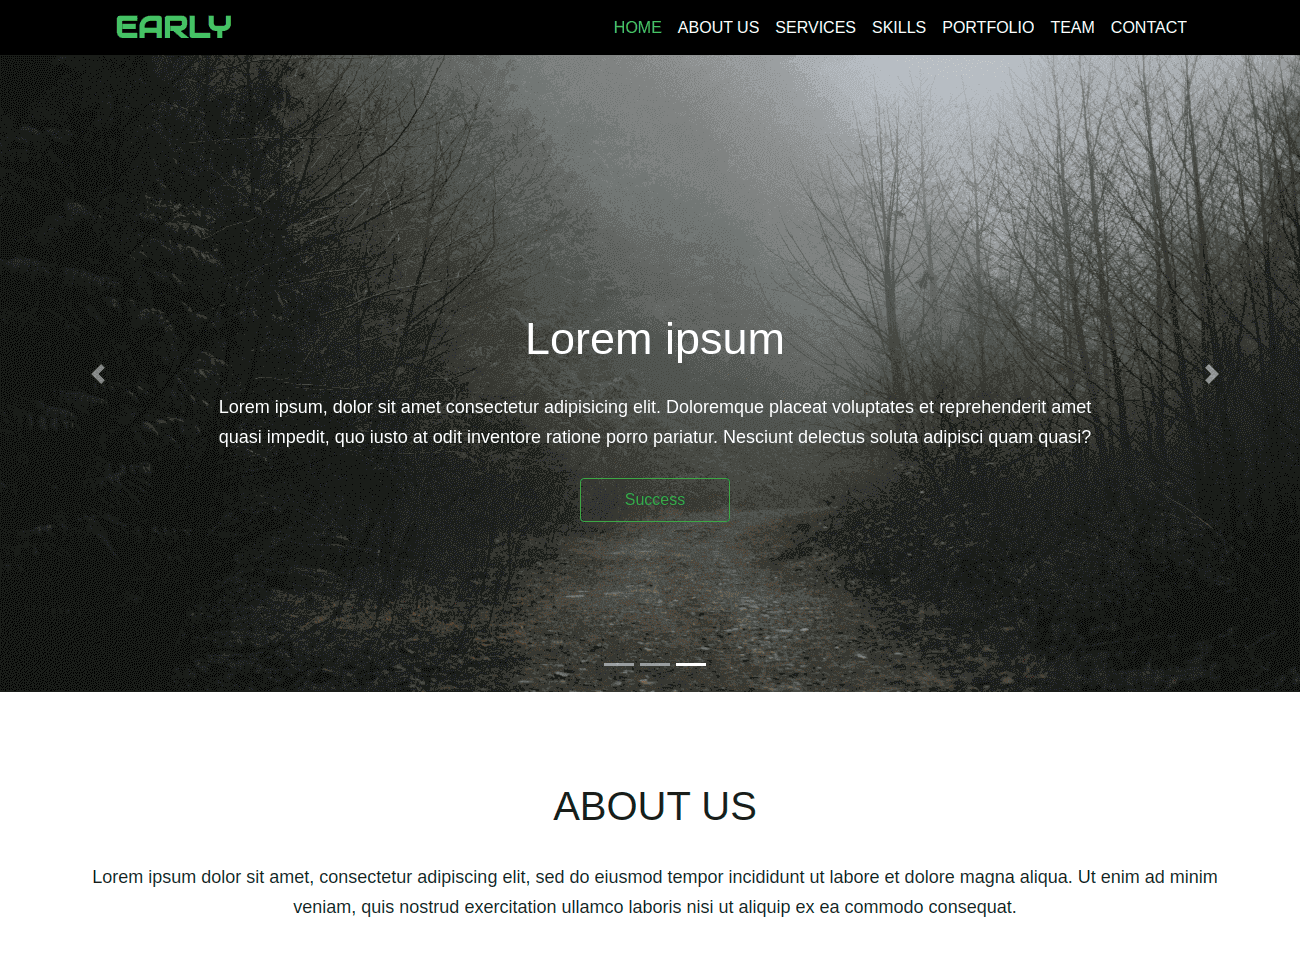 EARLY
HOME ABOUT US SERVICES SKILLS PORTFOLIO TEAM CONTACT
Lorem ipsum
Lorem ipsum, dolor sit amet consectetur adipisicing elit. Doloremque placeat voluptates et reprehenderit amet
quasi impedit, quo iusto at odit inventore ratione porro pariatur. Nesciunt delectus soluta adipisci quam quasi?
Success
ABOUT US
Lorem ipsum dolor sit amet, consectetur adipiscing elit, sed do eiusmod tempor incididunt ut labore et dolore magna aliqua. Ut enim ad minim
veniam, quis nostrud exercitation ullamco laboris nisi ut aliquip ex ea commodo consequat.